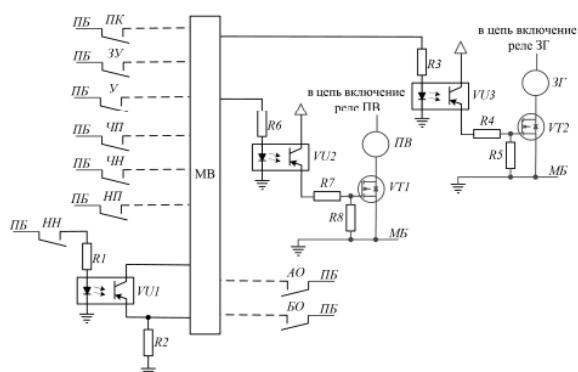 ПБ ПК
ПБ ЗУ
ПБ У
ПБ ЧП
ПБ ЧН
ПБ НП
ПБ НН
R1
VU1
R2
МВ
R3
VU3
R4
R5
в цепь включение
реле ЗГ
ЗГ
VT2
МБ
R6
VU2
R7
R8
в цепь включение
реле ПВ
ПВ
VT1
МБ
АО ПБ
БО ПБ